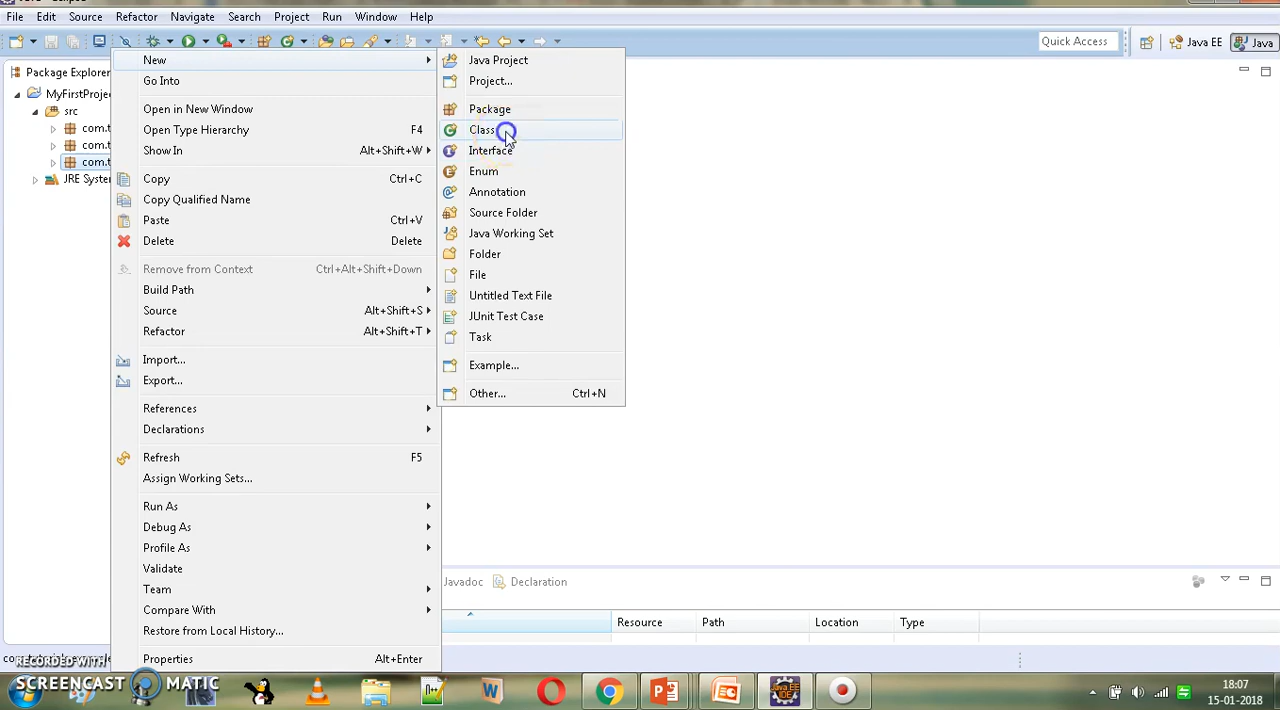 File Edit Source Refactor Navigate Search Project Run Window Help
Quick Access Java EE Java
Package Explorer
MyFirstProje
src
com.t
com.t
com.t
JRE System
New
Go Into
Open in New Window
Open Type Hierarchy F4
Show In Alt+Shift+W
Copy Ctrl+C
Copy Qualified Name
Paste Ctrl+V
Delete Delete
Remove from Context Ctrl+Alt+Shift+Down
Build Path
Source Alt+Shift+S
Refactor Alt+Shift+T
Import...
Export...
References
Declarations
Refresh F5
Assign Working Sets...
Run As
Debug As
Profile As
Validate
Team
Compare With
Restore from Local History...
Properties Alt+Enter
Java Project
Project...
Package
Class
Interface
Enum
Annotation
Source Folder
Java Working Set
Folder
File
Untitled Text File
JUnit Test Case
Task
Example...
Other... Ctrl+N
Javadoc Declaration
Resource Path Location Type
RECORDED WITH
SCREENCAST MATIC
18:07
15-01-2018